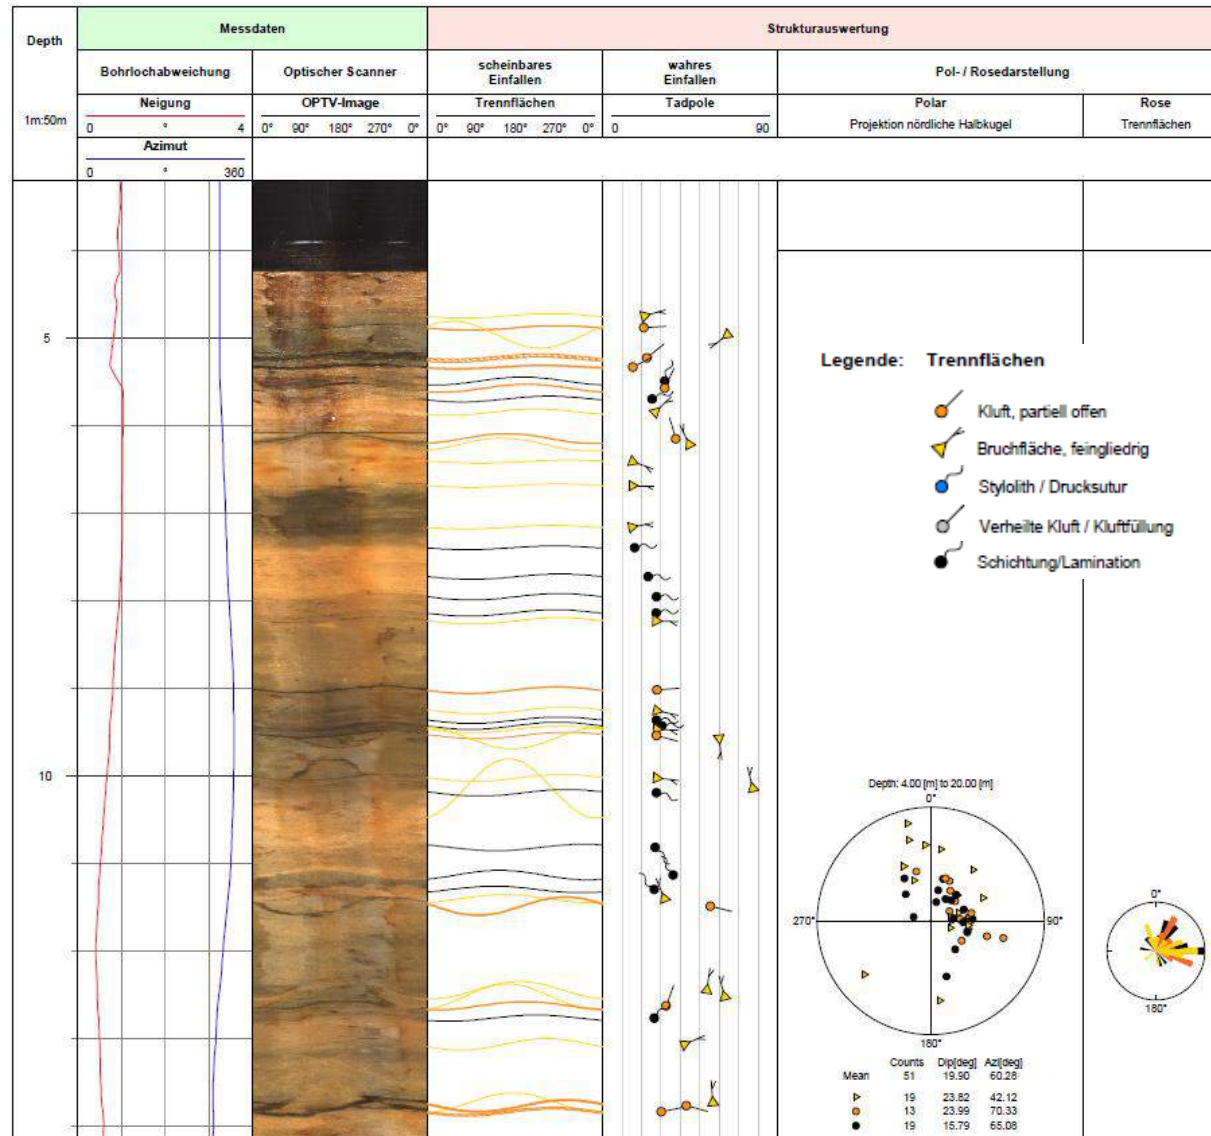 Depth
Messdaten
Strukturauswertung
Bohrlochabweichung
Optischer Scanner
scheinbares
Einfallen
wahres
Einfallen
Pol- / Rosedarstellung
1m:50m
Neigung
OPTV-Image
Trennflächen
Tadpole
Polar
Rose
0 ° 4
0° 90° 180° 270° 0°
0° 90° 180° 270° 0°
0 90
Projektion nördliche Halbkugel
Trennflächen
Azimut
0 ° 360
5
Legende: Trennflächen
Kluft, partiell offen
Bruchfläche, feingliedrig
Stylolith / Drucksutur
Verheilte Kluft / Kluftfüllung
Schichtung/Lamination
10
Depth: 4.00 [m] to 20.00 [m]
0°
270°
90°
180°
0°
180°
Counts Dip[deg] Azi[deg]
Mean 51 19.90 60.28
19 23.82 42.12
13 23.99 70.33
19 15.79 65.08